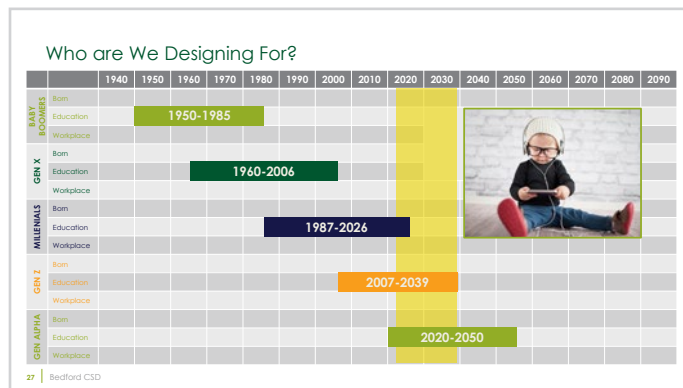 Who are We Designing For?
1940 1950 1960 1970 1980 1990 2000 2010 2020 2030 2040 2050 2060 2070 2080 2090
BABY BOOMERS
Born
Education 1950-1985
Workplace
GEN X
Born
Education 1960-2006
Workplace
MILLENIALS
Born
Education 1987-2026
Workplace
GEN Z
Born
Education 2007-2039
Workplace
GEN ALPHA
Born
Education 2020-2050
Workplace
27 Bedford CSD